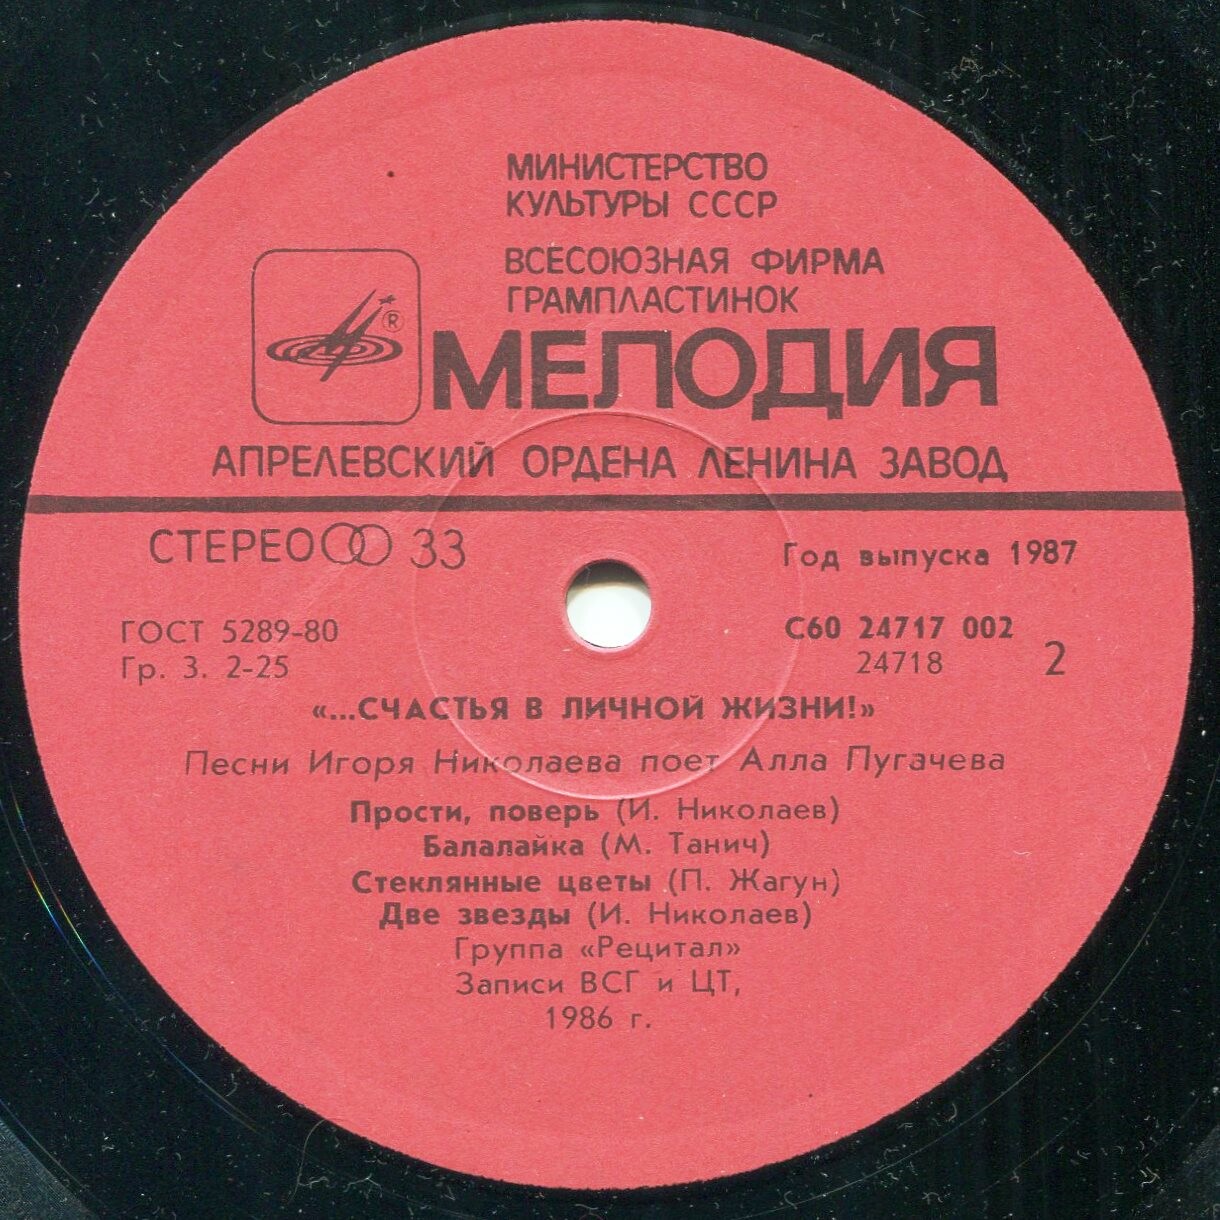 МИНИСТЕРСТВО
КУЛЬТУРЫ СССР
ВСЕСОЮЗНАЯ ФИРМА
ГРАМПЛАСТИНОК
®
МЕЛОДИЯ
АПРЕЛЕВСКИЙ ОРДЕНА ЛЕНИНА ЗАВОД
СТЕРЕО 33
Год выпуска 1987
ГОСТ 5289-80
Гр. 3. 2-25
С60 24717 002
24718
2
«...СЧАСТЬЯ В ЛИЧНОЙ ЖИЗНИ!»
Песни Игоря Николаева поет Алла Пугачева
Прости, поверь (И. Николаев)
Балалайка (М. Танич)
Стеклянные цветы (П. Жагун)
Две звезды (И. Николаев)
Группа «Рецитал»
Записи ВСГ и ЦТ,
1986 г.